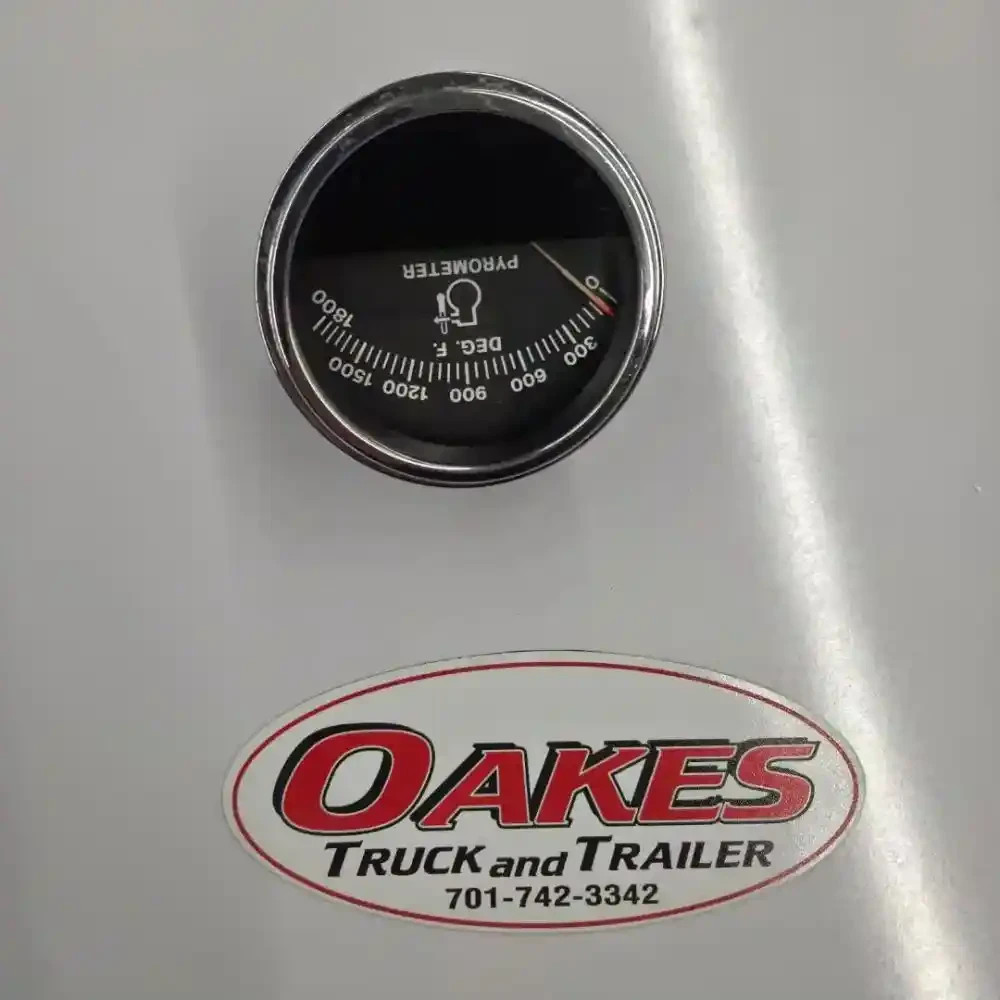 PYROMETER
DEG. F.
0 300 600 900 1200 1500 1800
OAKES
TRUCK and TRAILER
701-742-3342